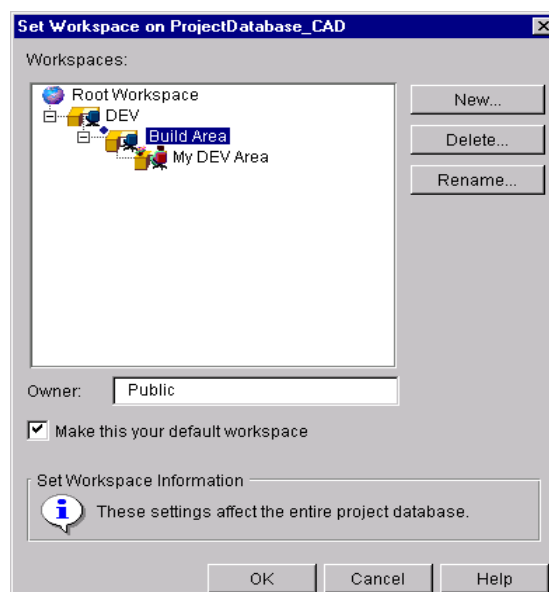 Set Workspace on ProjectDatabase_CAD
Workspaces:
Root Workspace
DEV
Build Area
My DEV Area
New...
Delete...
Rename...
Owner: Public
Make this your default workspace
Set Workspace Information
These settings affect the entire project database.
OK Cancel Help